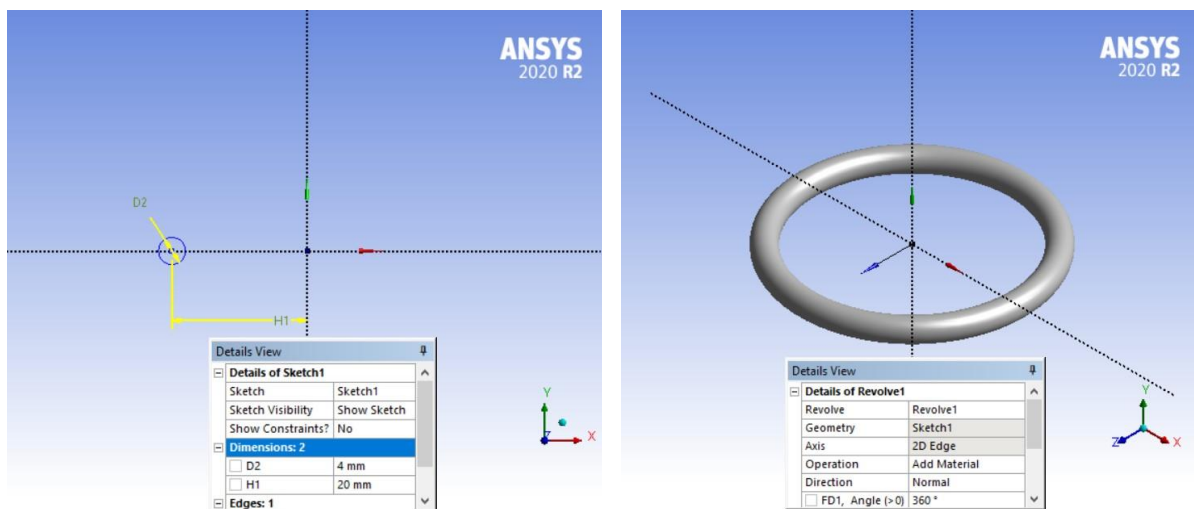 ANSYS
2020 R2
D2
H1
Details View
Details of Sketch1
Sketch Sketch1
Sketch Visibility Show Sketch
Show Constraints? No
Dimensions: 2
D2 4 mm
H1 20 mm
Edges: 1
Y
Z
X
ANSYS
2020 R2
Details View
Details of Revolve1
Revolve Revolve1
Geometry Sketch1
Axis 2D Edge
Operation Add Material
Direction Normal
FD1, Angle (>0) 360 °
Y
Z
X